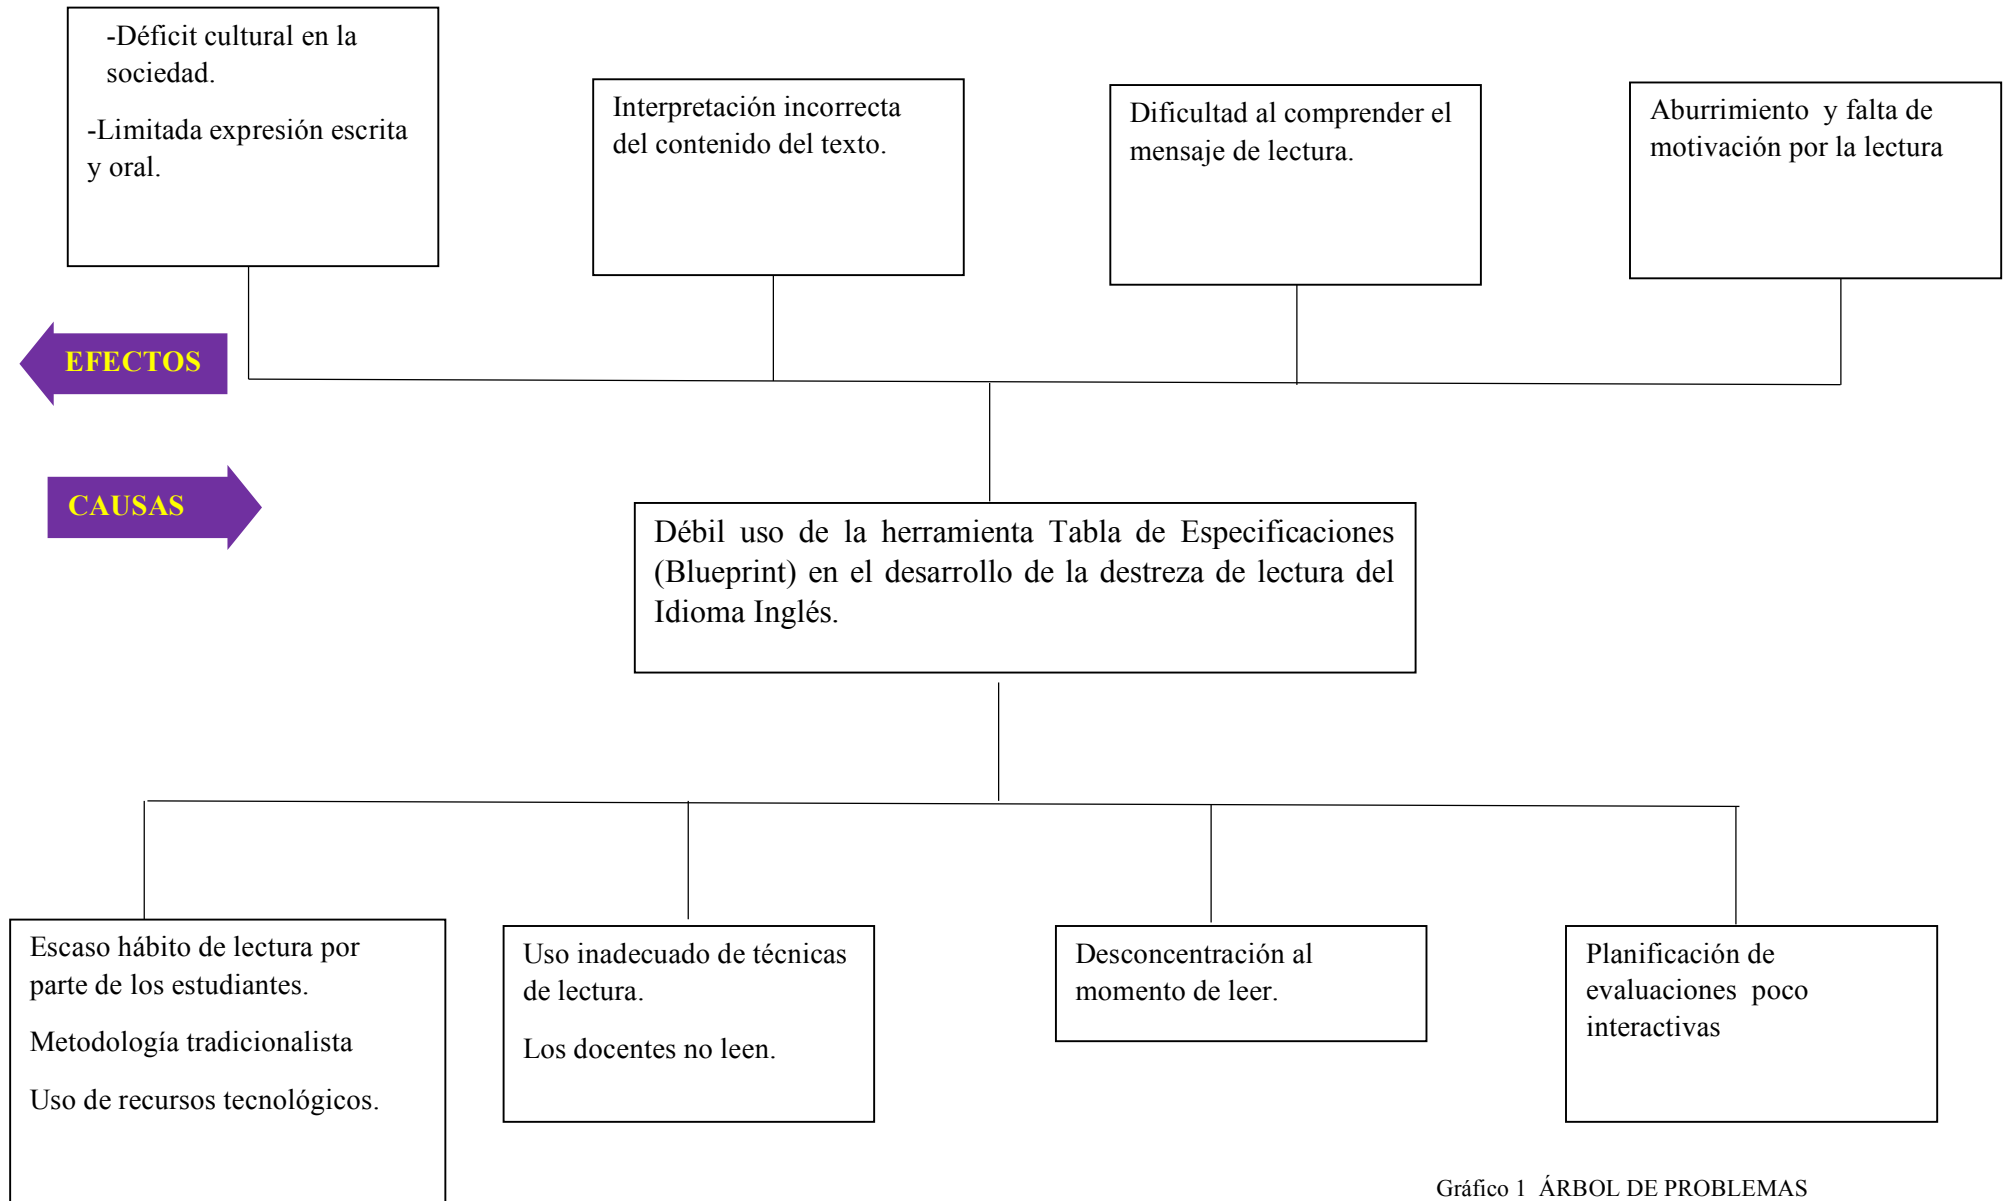 -Déficit cultural en la
sociedad.
-Limitada expresión escrita
y oral.
Interpretación incorrecta
del contenido del texto.
Dificultad al comprender el
mensaje de lectura.
Aburrimiento  y falta de
motivación por la lectura
EFECTOS
CAUSAS
Débil uso de la herramienta Tabla de Especificaciones
(Blueprint) en el desarrollo de la destreza de lectura del
Idioma Inglés.
Escaso hábito de lectura por
parte de los estudiantes.
Metodología tradicionalista
Uso de recursos tecnológicos.
Uso inadecuado de técnicas
de lectura.
Los docentes no leen.
Desconcentración al
momento de leer.
Planificación de
evaluaciones  poco
interactivas
Gráfico 1  ÁRBOL DE PROBLEMAS